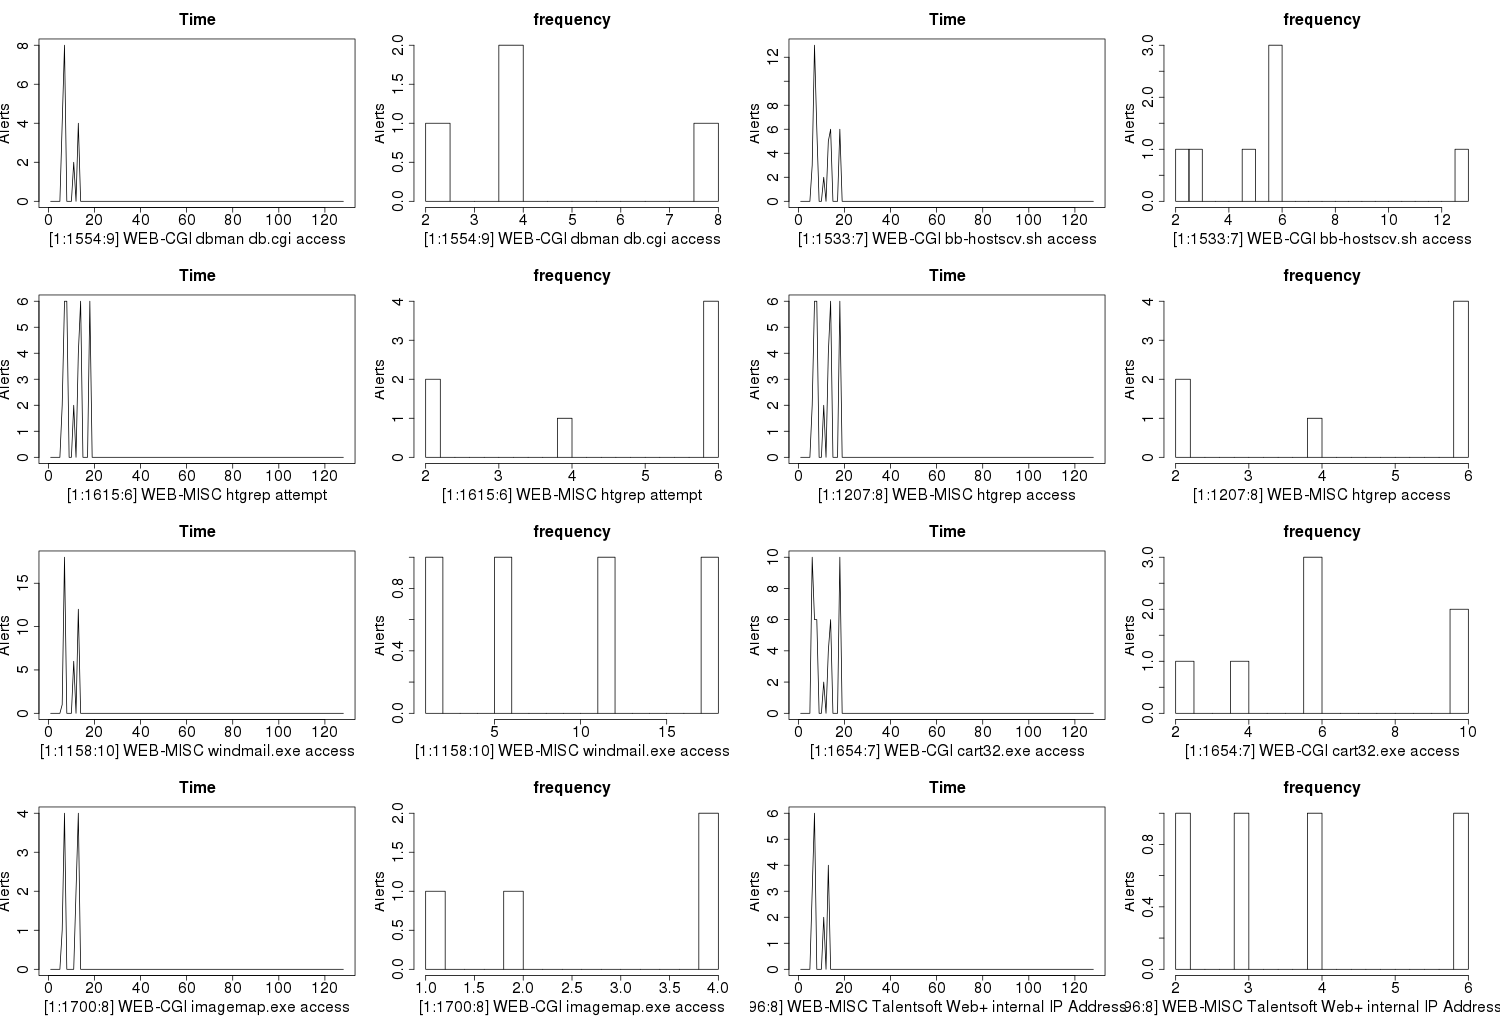 Time
frequency
Time
frequency
Alerts
0 2 4 6 8
0 20 40 60 80 100 120
[1:1554:9] WEB-CGI dbman db.cgi access
Alerts
0.0 0.5 1.0 1.5 2.0
2 3 4 5 6 7 8
[1:1554:9] WEB-CGI dbman db.cgi access
Alerts
0 2 4 6 8 12
0 20 40 60 80 100 120
[1:1533:7] WEB-CGI bb-hostscv.sh access
Alerts
0.0 1.0 2.0 3.0
2 4 6 8 10 12
[1:1533:7] WEB-CGI bb-hostscv.sh access
Time
frequency
Time
frequency
Alerts
0 1 2 3 4 5 6
0 20 40 60 80 100 120
[1:1615:6] WEB-MISC htgrep attempt
Alerts
0 1 2 3 4
2 3 4 5 6
[1:1615:6] WEB-MISC htgrep attempt
Alerts
0 1 2 3 4 5 6
0 20 40 60 80 100 120
[1:1207:8] WEB-MISC htgrep access
Alerts
0 1 2 3 4
2 3 4 5 6
[1:1207:8] WEB-MISC htgrep access
Time
frequency
Time
frequency
Alerts
0 5 10 15
0 20 40 60 80 100 120
[1:1158:10] WEB-MISC windmail.exe access
Alerts
0.0 0.4 0.8
5 10 15
[1:1158:10] WEB-MISC windmail.exe access
Alerts
0 2 4 6 8 10
0 20 40 60 80 100 120
[1:1654:7] WEB-CGI cart32.exe access
Alerts
0.0 1.0 2.0 3.0
2 4 6 8 10
[1:1654:7] WEB-CGI cart32.exe access
Time
frequency
Time
frequency
Alerts
0 1 2 3 4
0 20 40 60 80 100 120
[1:1700:8] WEB-CGI imagemap.exe access
Alerts
0.0 0.5 1.0 1.5 2.0
1.0 1.5 2.0 2.5 3.0 3.5 4.0
[1:1700:8] WEB-CGI imagemap.exe access
Alerts
0 1 2 3 4 5 6
0 20 40 60 80 100 120
96:8] WEB-MISC Talentsoft Web+ internal IP Address
Alerts
0.0 0.4 0.8
2 3 4 5 6
96:8] WEB-MISC Talentsoft Web+ internal IP Address